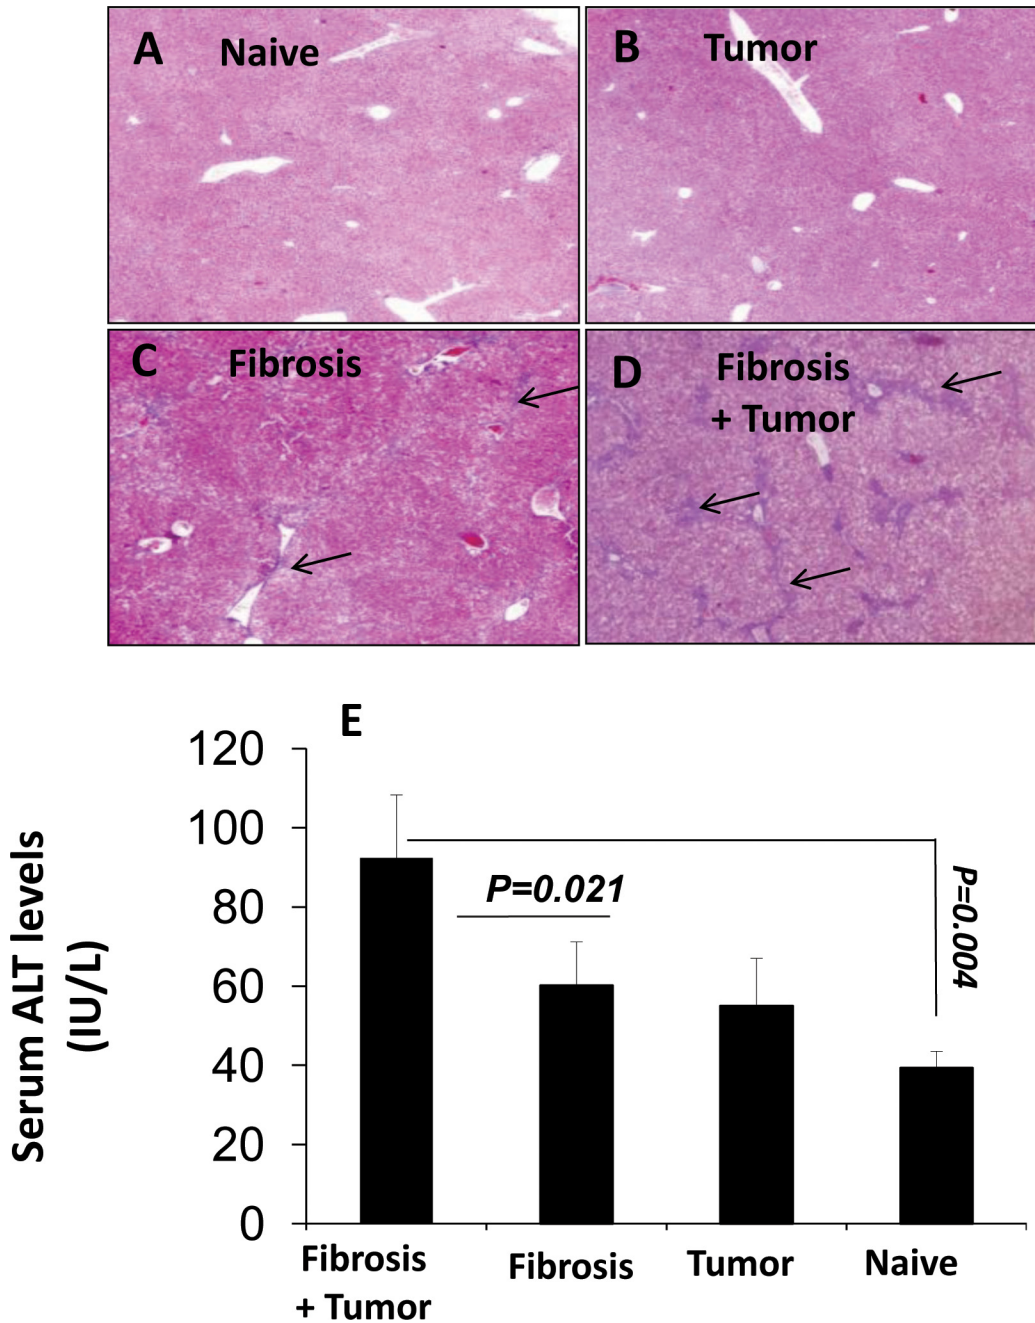 A
Naive
B
Tumor
C
Fibrosis
D
Fibrosis
+ Tumor
E
120
100
80
60
40
20
0
Serum ALT levels
(IU/L)
P=0.021
P=0.004
Fibrosis
+ Tumor
Fibrosis
Tumor
Naive